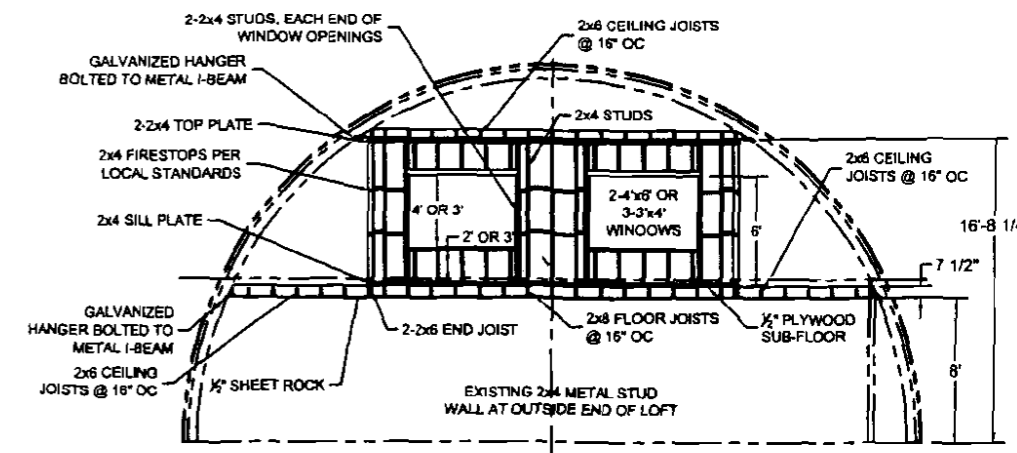 2-2x4 STUDS, EACH END OF
WINDOW OPENINGS
2x6 CEILING JOISTS
@ 16" OC
GALVANIZED HANGER
BOLTED TO METAL I-BEAM
2-2x4 TOP PLATE
2x4 STUDS
2x4 FIRESTOPS PER
LOCAL STANDARDS
2x6 CEILING
JOISTS @ 16" OC
4' OR 3'
2-4'x6' OR
3-3'x4'
WINDOWS
2x4 SILL PLATE
2' OR 3'
6'
16'-8 1/4
7 1/2"
GALVANIZED
HANGER BOLTED TO
METAL I-BEAM
2-2x6 END JOIST
2x8 FLOOR JOISTS
@ 16" OC
½" PLYWOOD
SUB-FLOOR
2x6 CEILING
JOISTS @ 16" OC
½" SHEET ROCK
8'
EXISTING 2x4 METAL STUD
WALL AT OUTSIDE END OF LOFT